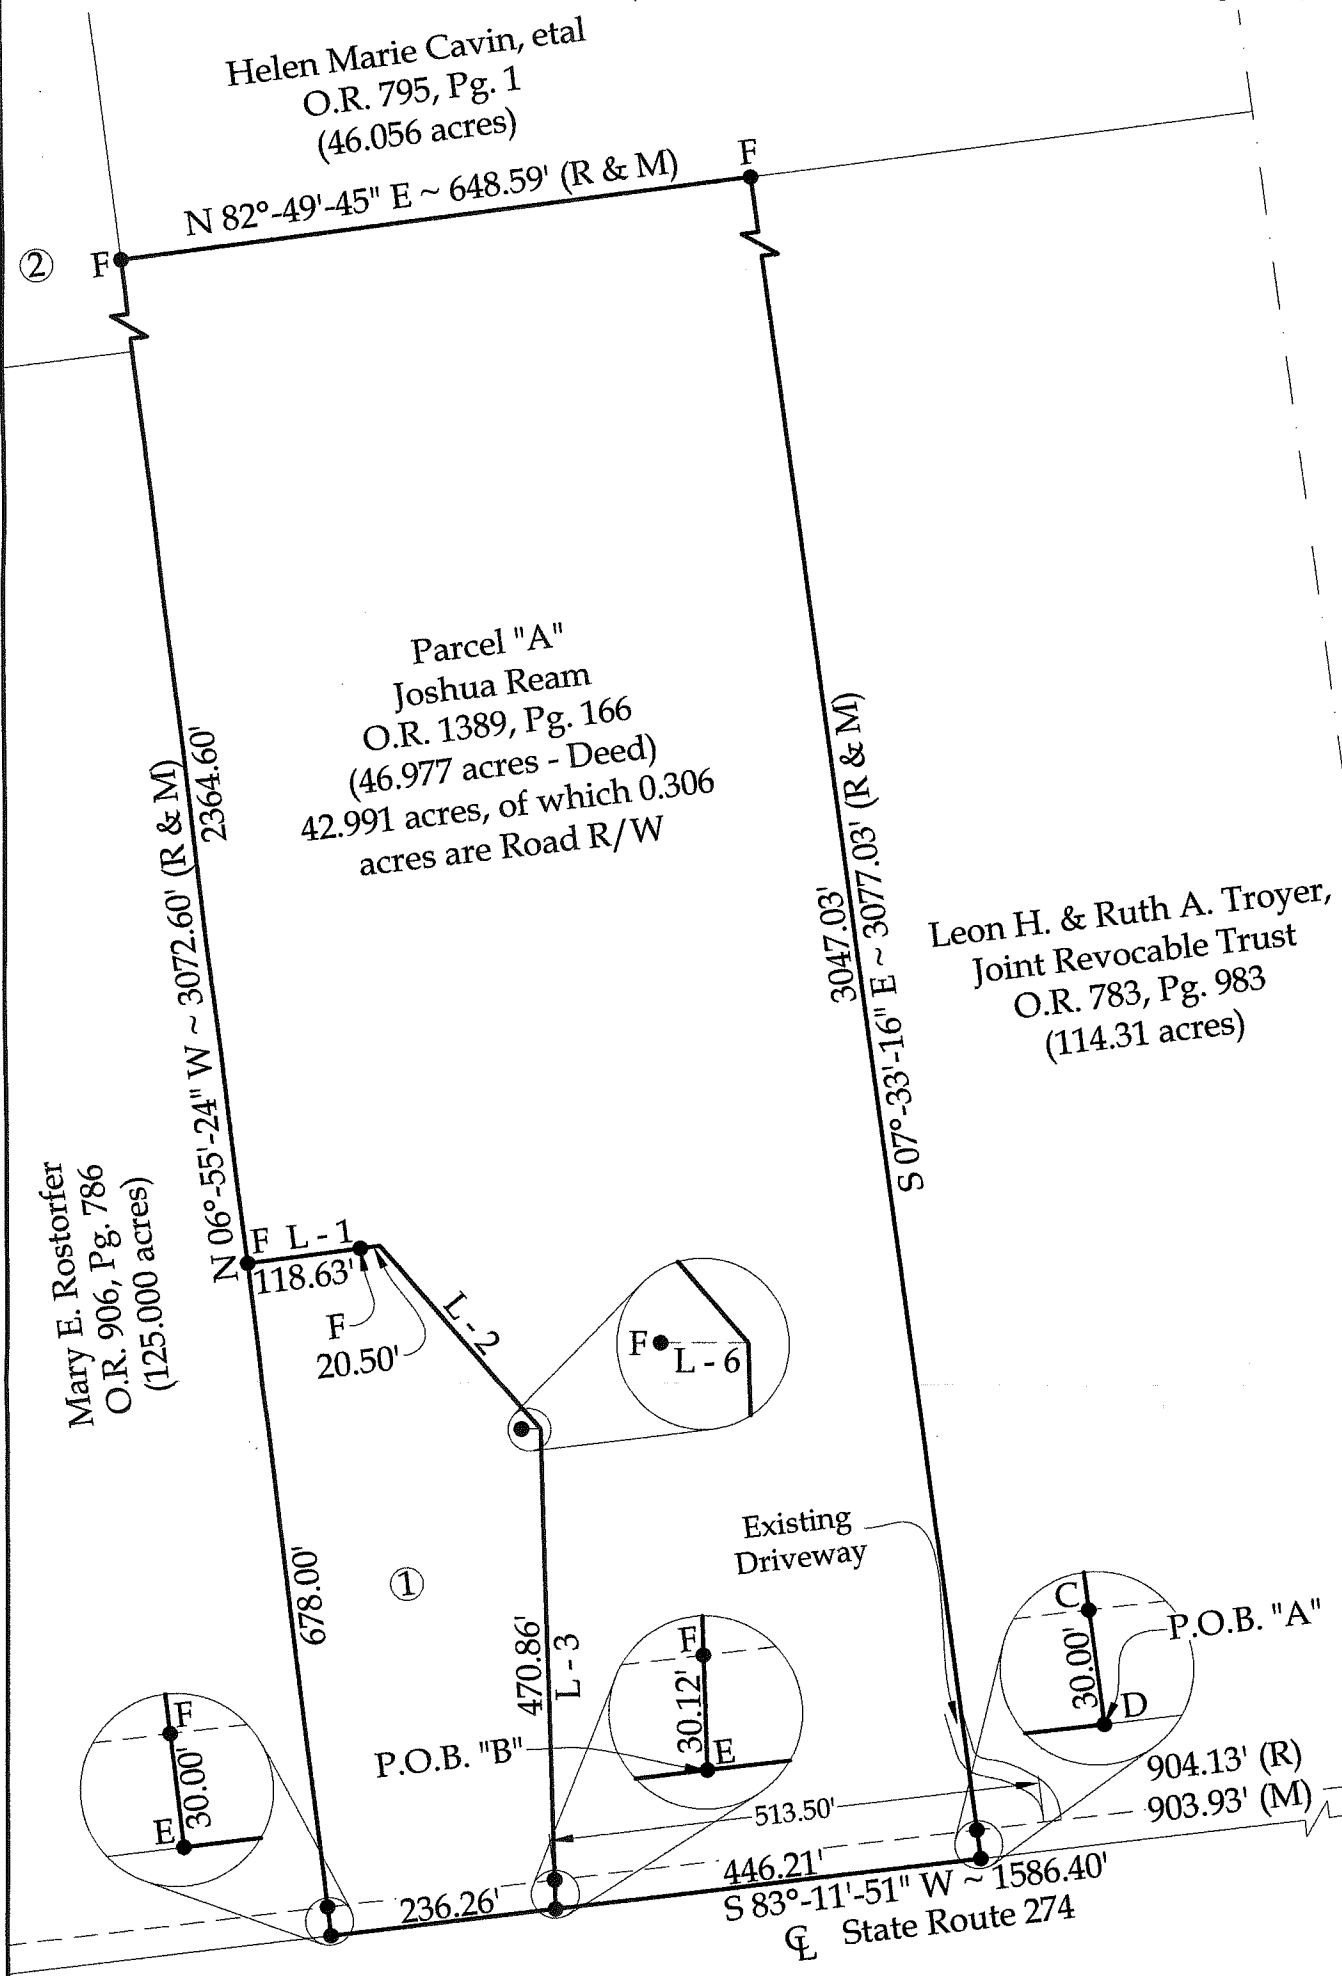 Helen Marie Cavin, etal
O.R. 795, Pg. 1
(46.056 acres)
N 82°-49'-45" E ~ 648.59' (R & M)
F
②
F
Parcel "A"
Joshua Ream
O.R. 1389, Pg. 166
(46.977 acres - Deed)
42.991 acres, of which 0.306
acres are Road R/W
N 06°-55'-24" W ~ 3072.60' (R & M)
2364.60'
3047.03'
S 07°-33'-16" E ~ 3077.03' (R & M)
Leon H. & Ruth A. Troyer,
Joint Revocable Trust
O.R. 783, Pg. 983
(114.31 acres)
Mary E. Rostorfer
O.R. 906, Pg. 786
(125.000 acres)
F L - 1
118.63'
F
20.50'
L - 2
F
L - 6
Existing
Driveway
678.00'
①
470.86'
L - 3
F
30.12'
E
C
30.00'
D
P.O.B. "A"
F
30.00'
E
P.O.B. "B"
513.50'
904.13' (R)
903.93' (M)
236.26'
446.21'
S 83°-11'-51" W ~ 1586.40'
℄ State Route 274